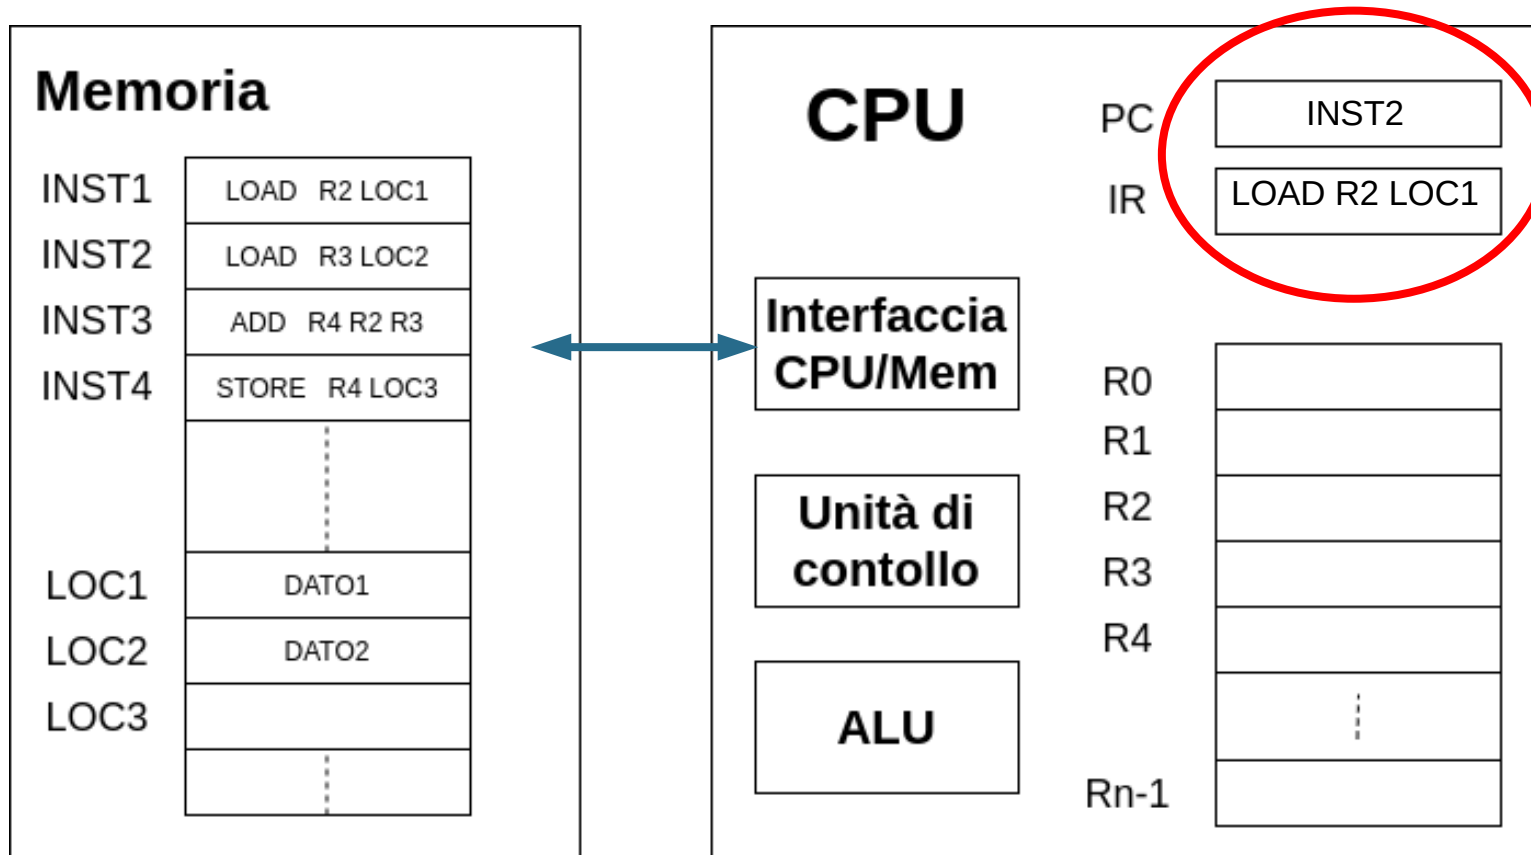 Memoria
INST1 LOAD R2 LOC1
INST2 LOAD R3 LOC2
INST3 ADD R4 R2 R3
INST4 STORE R4 LOC3
LOC1 DATO1
LOC2 DATO2
LOC3
CPU
PC INST2
IR LOAD R2 LOC1
Interfaccia
CPU/Mem
Unità di
contollo
ALU
R0
R1
R2
R3
R4
Rn-1